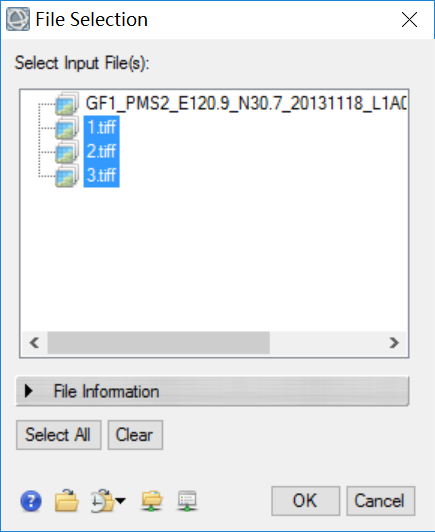 File Selection
Select Input File(s):
GF1_PMS2_E120.9_N30.7_20131118_L1A0
1.tiff
2.tiff
3.tiff
File Information
Select All Clear
OK Cancel